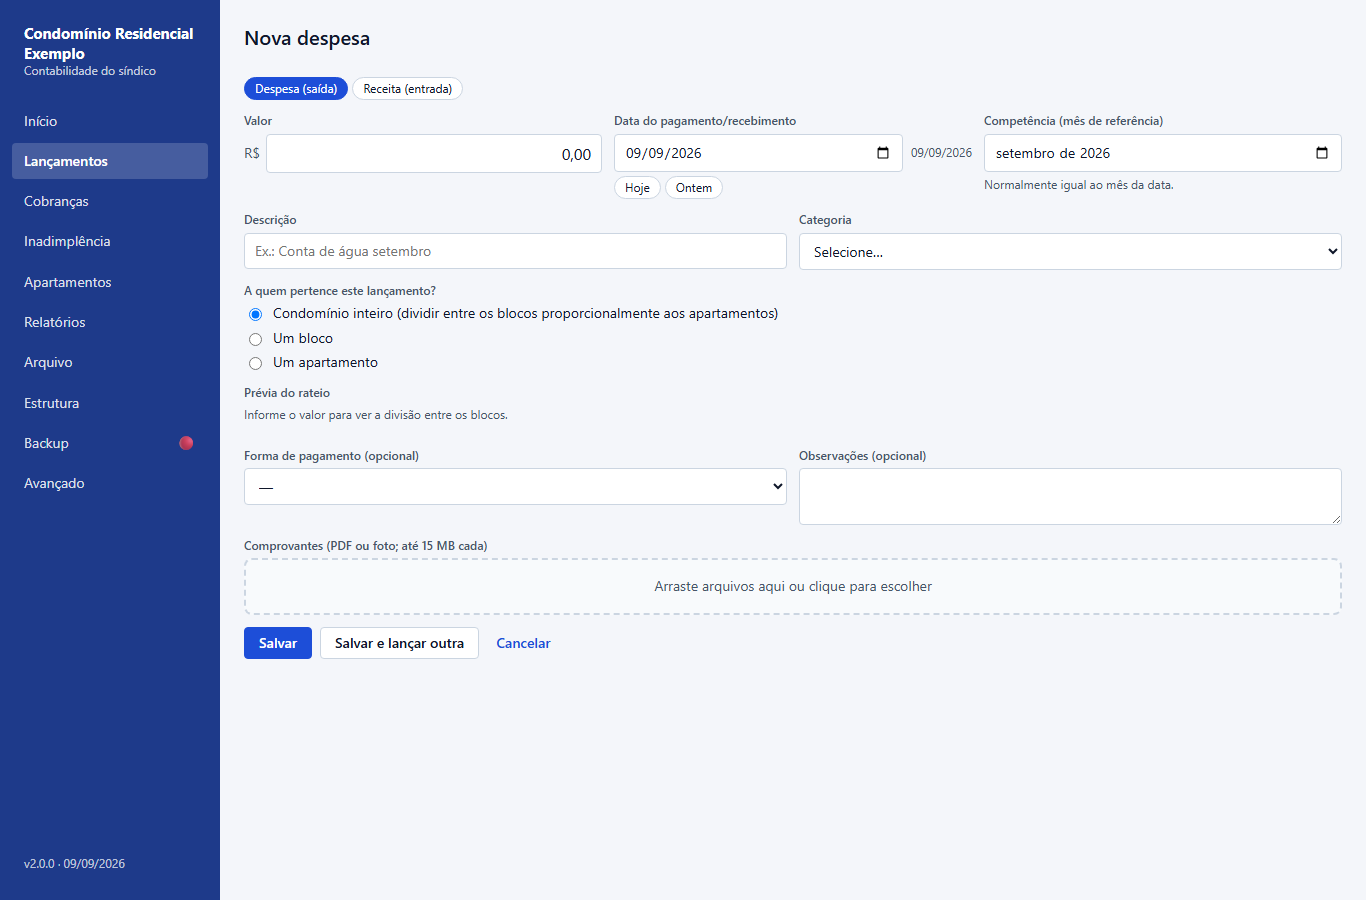 Condomínio Residencial
Exemplo
Contabilidade do síndico
Início
Lançamentos
Cobranças
Inadimplência
Apartamentos
Relatórios
Arquivo
Estrutura
Backup
Avançado
v2.0.0 · 09/09/2026
Nova despesa
Despesa (saída) Receita (entrada)
Valor Data do pagamento/recebimento Competência (mês de referência)
R$ 0,00 09/09/2026 09/09/2026 setembro de 2026
Hoje Ontem Normalmente igual ao mês da data.
Descrição Categoria
Ex.: Conta de água setembro Selecione...
A quem pertence este lançamento?
Condomínio inteiro (dividir entre os blocos proporcionalmente aos apartamentos)
Um bloco
Um apartamento
Prévia do rateio
Informe o valor para ver a divisão entre os blocos.
Forma de pagamento (opcional) Observações (opcional)
—
Comprovantes (PDF ou foto; até 15 MB cada)
Arraste arquivos aqui ou clique para escolher
Salvar Salvar e lançar outra Cancelar